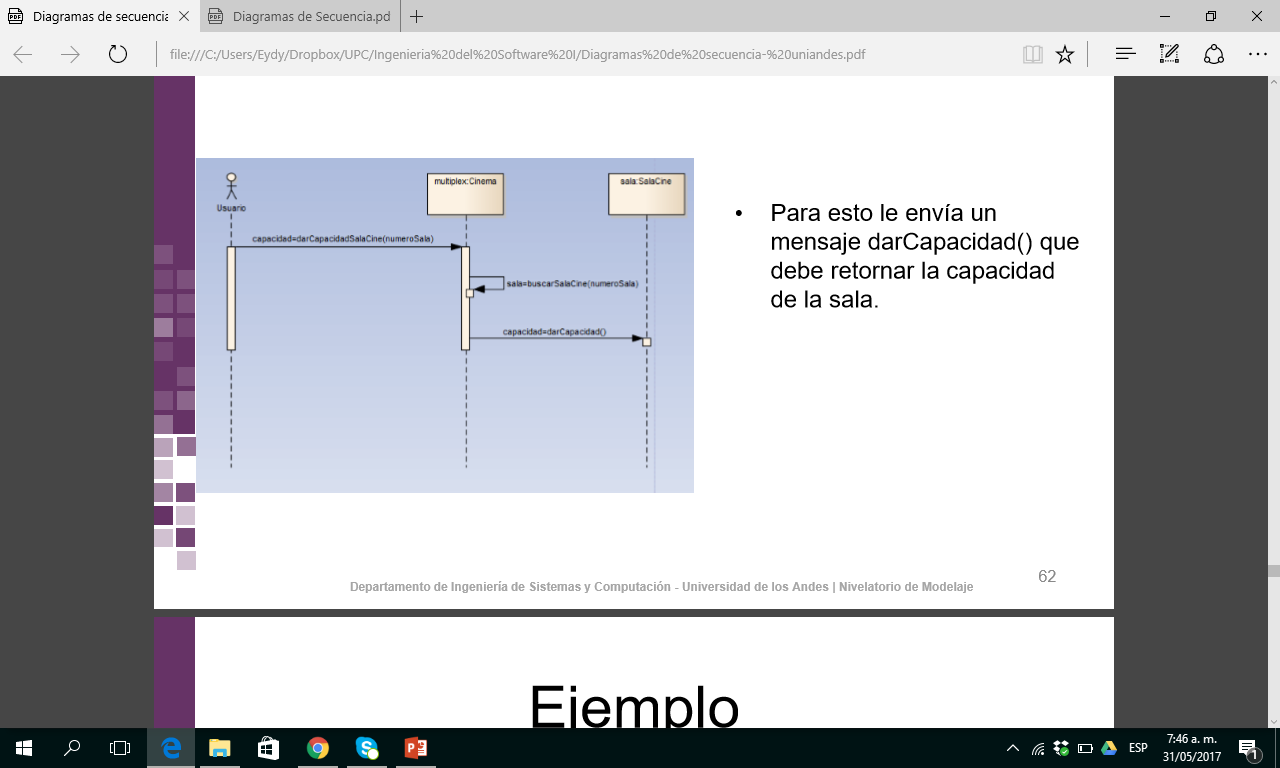 Diagramas de secuencia
Diagramas de Secuencia.pd
file:///C:/Users/Eydy/Dropbox/UPC/Ingenieria%20del%20Software%20I/Diagramas%20de%20secuencia-%20uniandes.pdf
Usuario
multiplex:Cinema
sala:SalaCine
capacidad=darCapacidadSalaCine(numeroSala)
sala=buscarSalaCine(numeroSala)
capacidad=darCapacidad()
• Para esto le envía un
mensaje darCapacidad() que
debe retornar la capacidad
de la sala.
62
Departamento de Ingeniería de Sistemas y Computación - Universidad de los Andes | Nivelatorio de Modelaje
Ejemplo
ESP
7:46 a. m.
31/05/2017
1